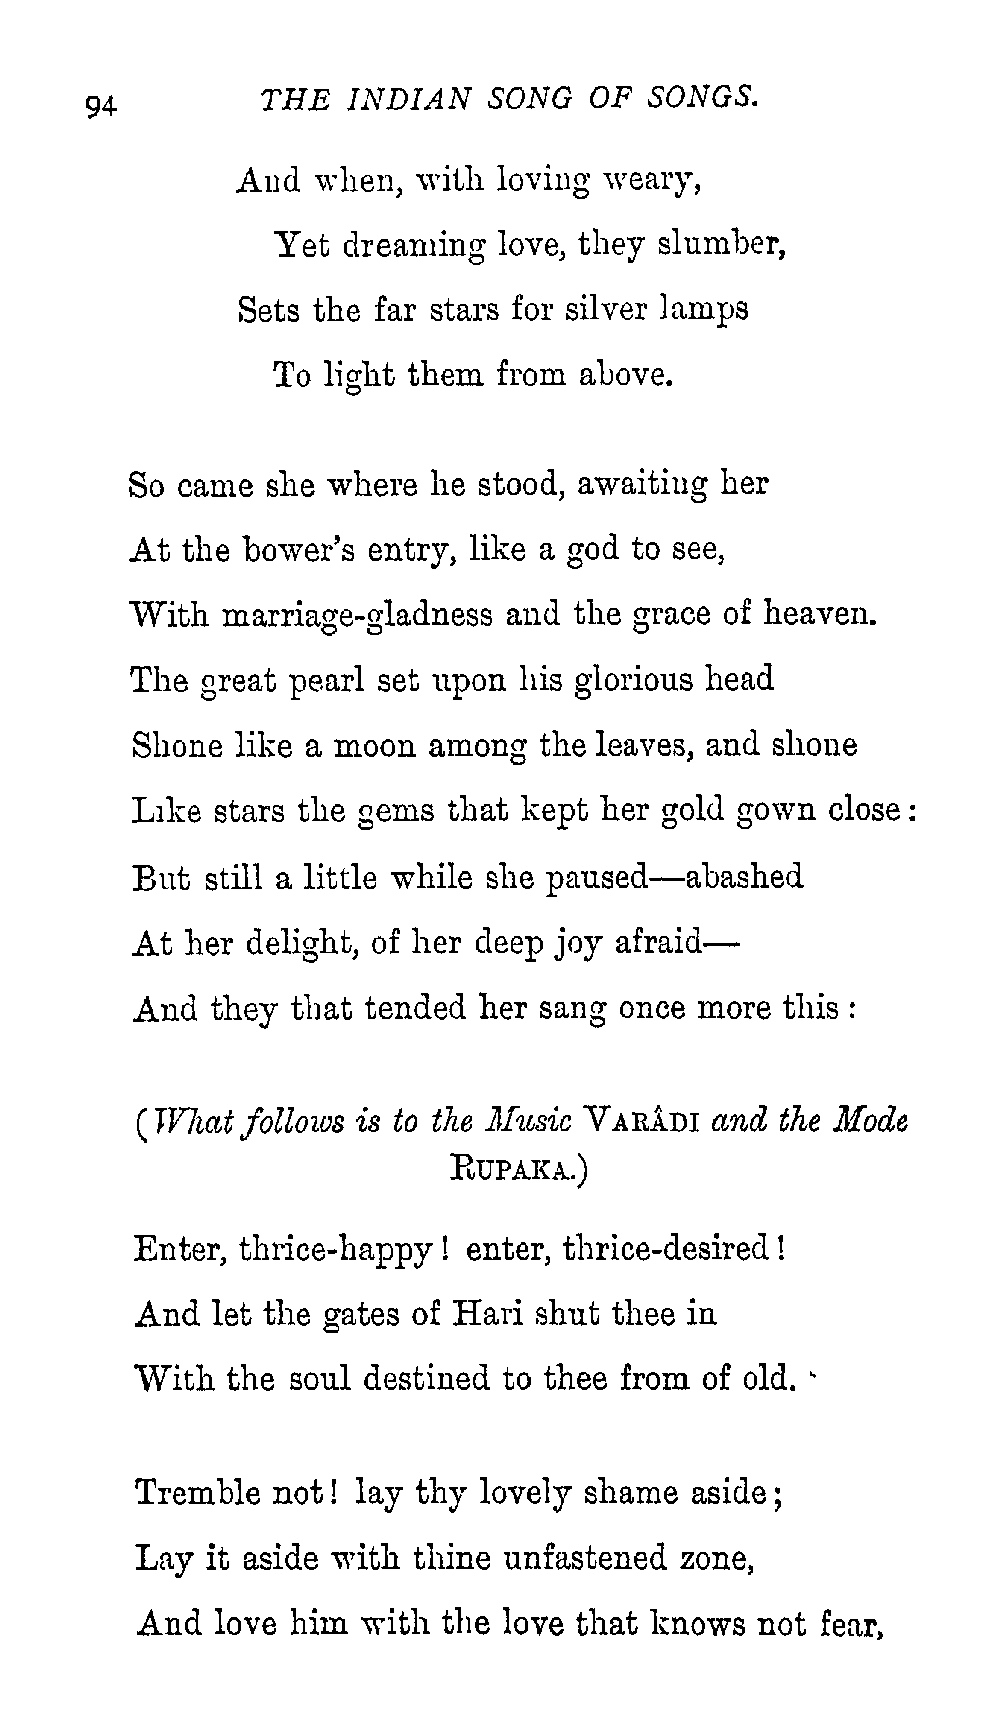 94 THE INDIAN SONG OF SONGS.
And when, with loving weary,
Yet dreaming love, they slumber,
Sets the far stars for silver lamps
To light them from above.
So came she where he stood, awaiting her
At the bower's entry, like a god to see,
With marriage-gladness and the grace of heaven.
The great pearl set upon his glorious head
Shone like a moon among the leaves, and shone
Like stars the gems that kept her gold gown close:
But still a little while she paused—abashed
At her delight, of her deep joy afraid—
And they that tended her sang once more this:
(What follows is to the Music VARÂDI and the Mode
RUPAKA.)
Enter, thrice-happy! enter, thrice-desired!
And let the gates of Hari shut thee in
With the soul destined to thee from of old.
Tremble not! lay thy lovely shame aside;
Lay it aside with thine unfastened zone,
And love him with the love that knows not fear,